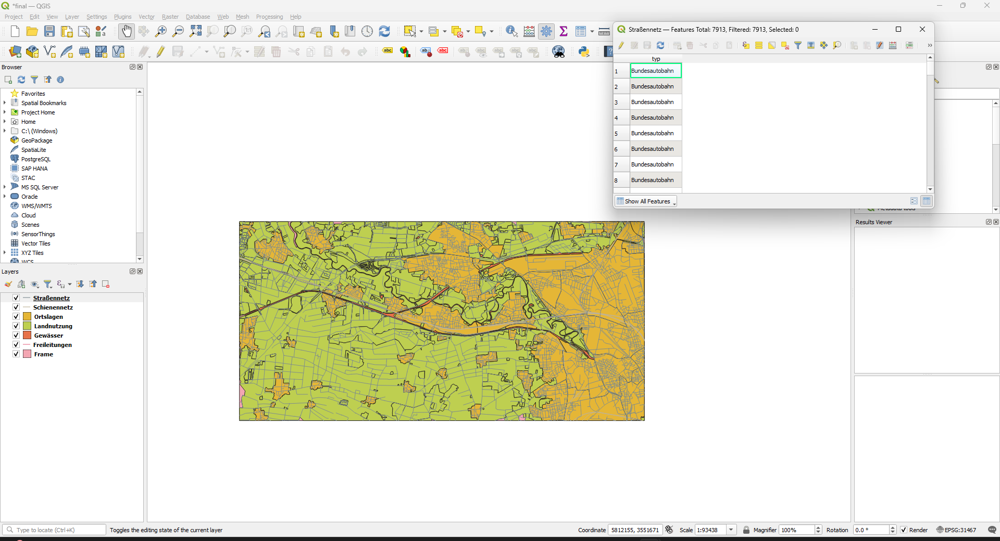 *final — QGIS
Project Edit View Layer Settings Plugins Vector Raster Database Web Mesh Processing Help
Straßennetz — Features Total: 7913, Filtered: 7913, Selected: 0
typ
1 Bundesautobahn
2 Bundesautobahn
3 Bundesautobahn
4 Bundesautobahn
5 Bundesautobahn
6 Bundesautobahn
7 Bundesautobahn
8 Bundesautobahn
Show All Features
Browser
Favorites
Spatial Bookmarks
Project Home
Home
C:\ (Windows)
GeoPackage
SpatiaLite
PostgreSQL
SAP HANA
STAC
MS SQL Server
Oracle
WMS/WMTS
Cloud
Scenes
SensorThings
Vector Tiles
XYZ Tiles
WCS
Layers
Straßennetz
Schienennetz
Ortslagen
Landnutzung
Gewässer
Freileitungen
Frame
Metadata tools
Results Viewer
Type to locate (Ctrl+K)
Toggles the editing state of the current layer
Coordinate 5812155, 3551671
Scale 1:93438
Magnifier 100%
Rotation 0.0 °
Render
EPSG:31467